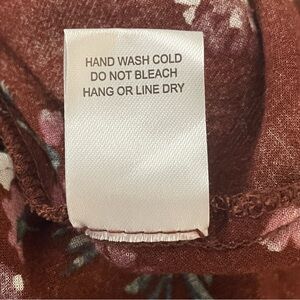 HAND WASH COLD
DO NOT BLEACH
HANG OR LINE DRY